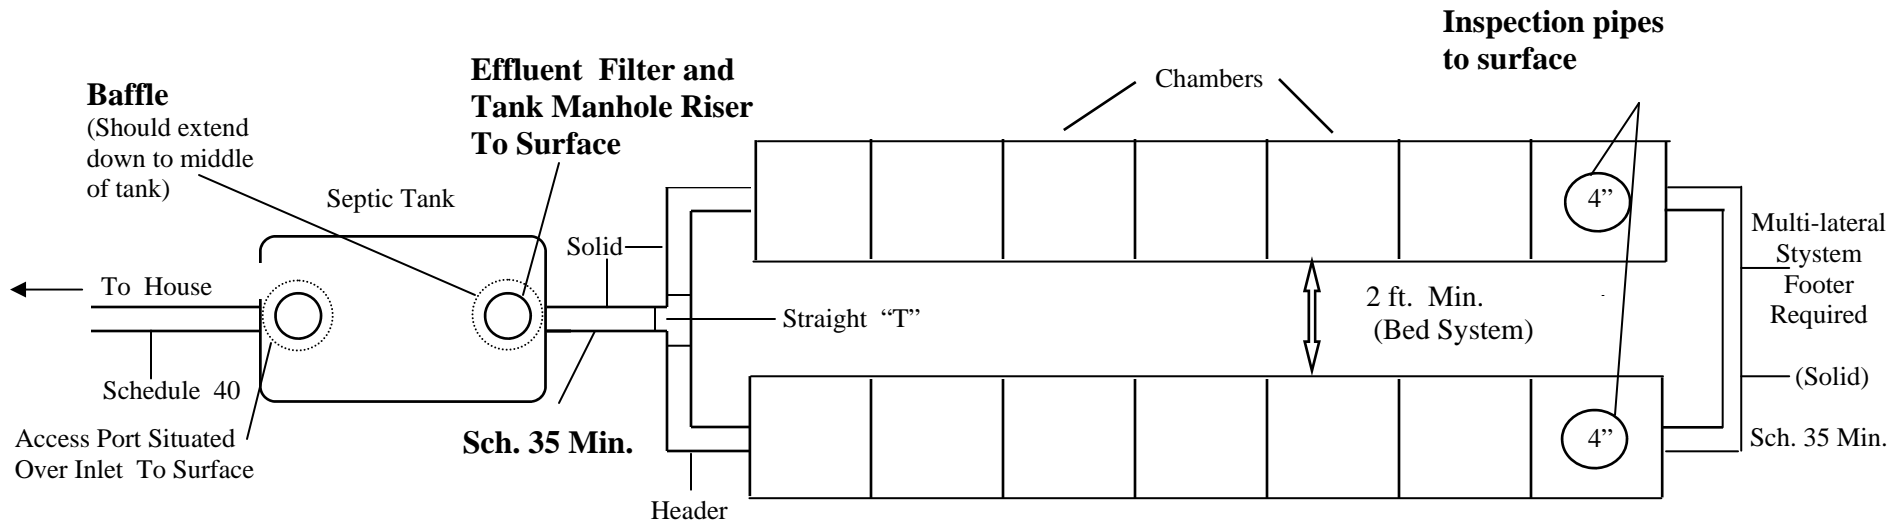 Baffle
(Should extend
down to middle
of tank)
Effluent Filter and
Tank Manhole Riser
To Surface
Septic Tank
To House
Schedule 40
Access Port Situated
Over Inlet To Surface
Solid
Sch. 35 Min.
Header
Straight “T”
Chambers
Inspection pipes
to surface
4”
2 ft. Min.
(Bed System)
4”
Multi-lateral
Stystem
Footer
Required
(Solid)
Sch. 35 Min.